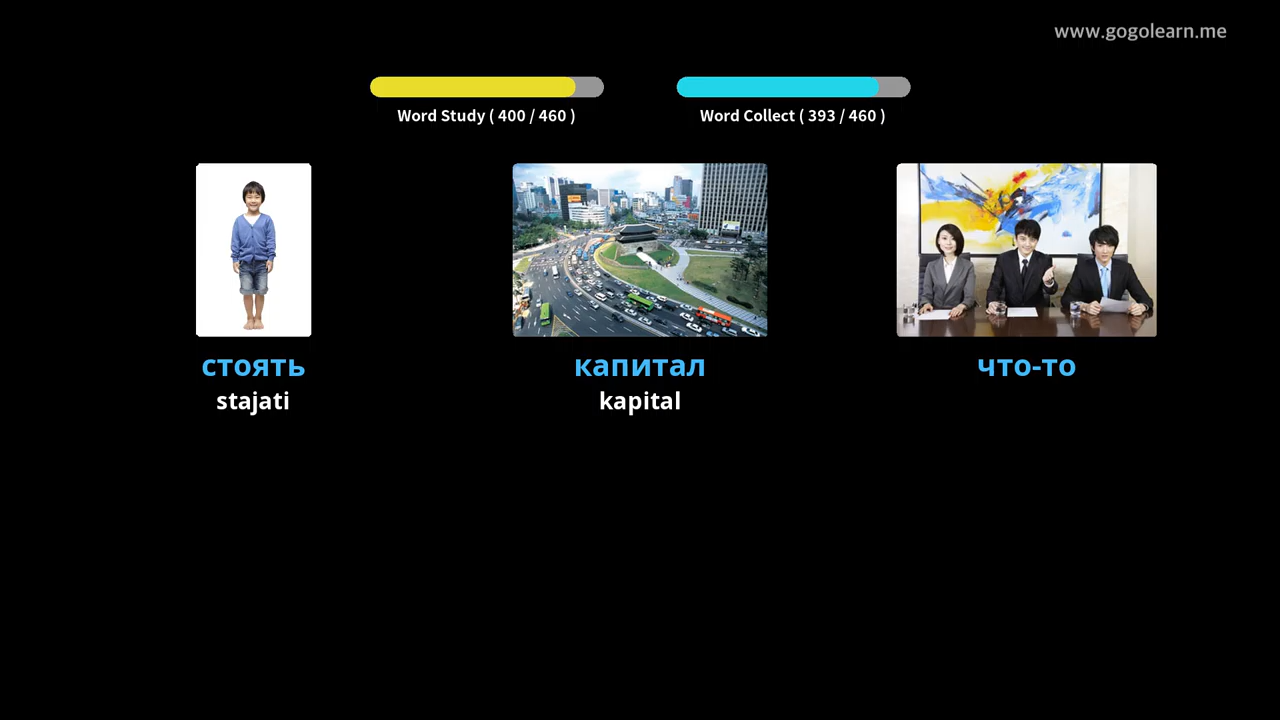 www.gogolearn.me
Word Study ( 400 / 460 )
Word Collect ( 393 / 460 )
стоять
stajati
капитал
kapital
что-то